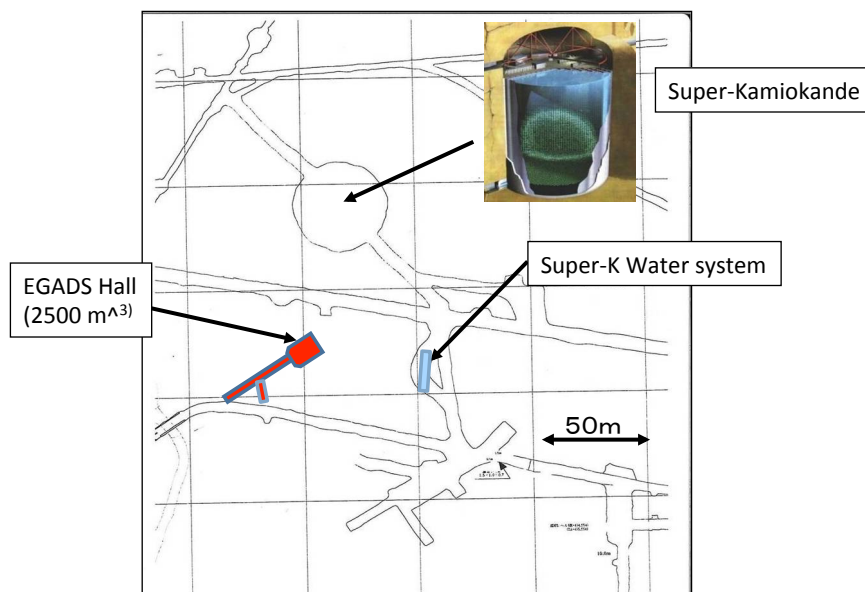 Super-Kamiokande
Super-K Water system
EGADS Hall
(2500 m^3)
50m